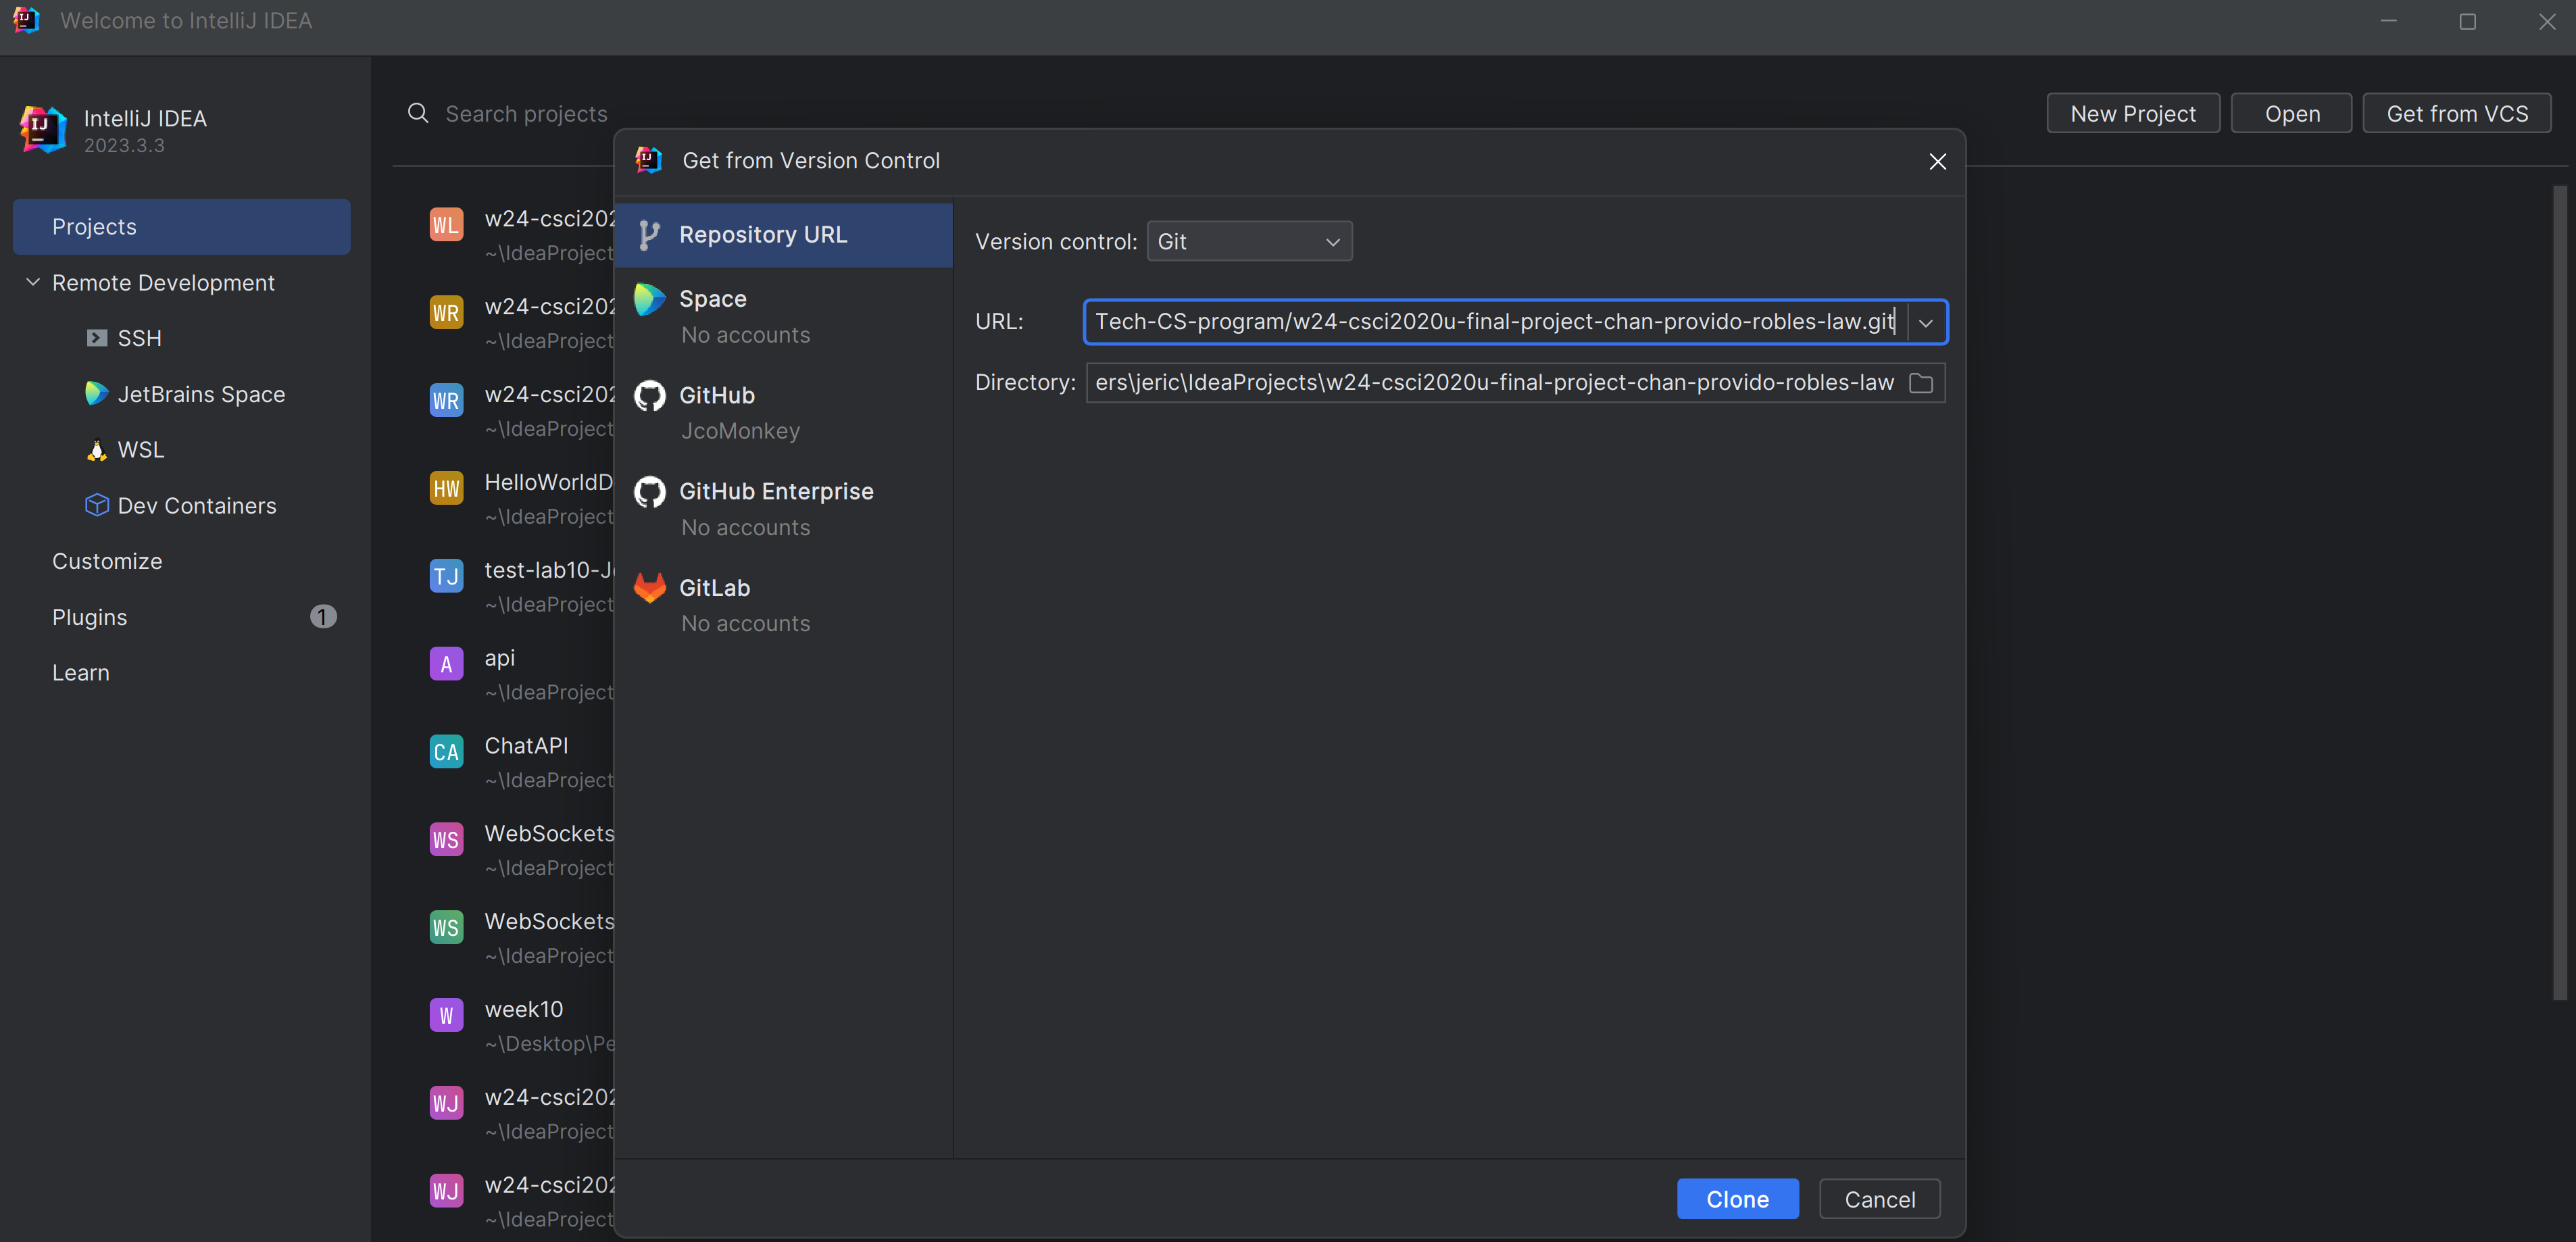 Welcome to IntelliJ IDEA
IntelliJ IDEA
2023.3.3
Projects
Remote Development
SSH
JetBrains Space
WSL
Dev Containers
Customize
Plugins
1
Learn
Search projects
New Project
Open
Get from VCS
WL
w24-csci202
~\IdeaProject
WR
w24-csci202
~\IdeaProject
WR
w24-csci202
~\IdeaProject
HW
HelloWorldD
~\IdeaProject
TJ
test-lab10-J
~\IdeaProject
A
api
~\IdeaProject
CA
ChatAPI
~\IdeaProject
WS
WebSockets
~\IdeaProject
WS
WebSockets
~\IdeaProject
W
week10
~\Desktop\Pe
WJ
w24-csci202
~\IdeaProject
WJ
w24-csci202
~\IdeaProject
Get from Version Control
Repository URL
Space
No accounts
GitHub
JcoMonkey
GitHub Enterprise
No accounts
GitLab
No accounts
Version control: Git
URL: Tech-CS-program/w24-csci2020u-final-project-chan-provido-robles-law.git
Directory: ers\jeric\IdeaProjects\w24-csci2020u-final-project-chan-provido-robles-law
Clone
Cancel